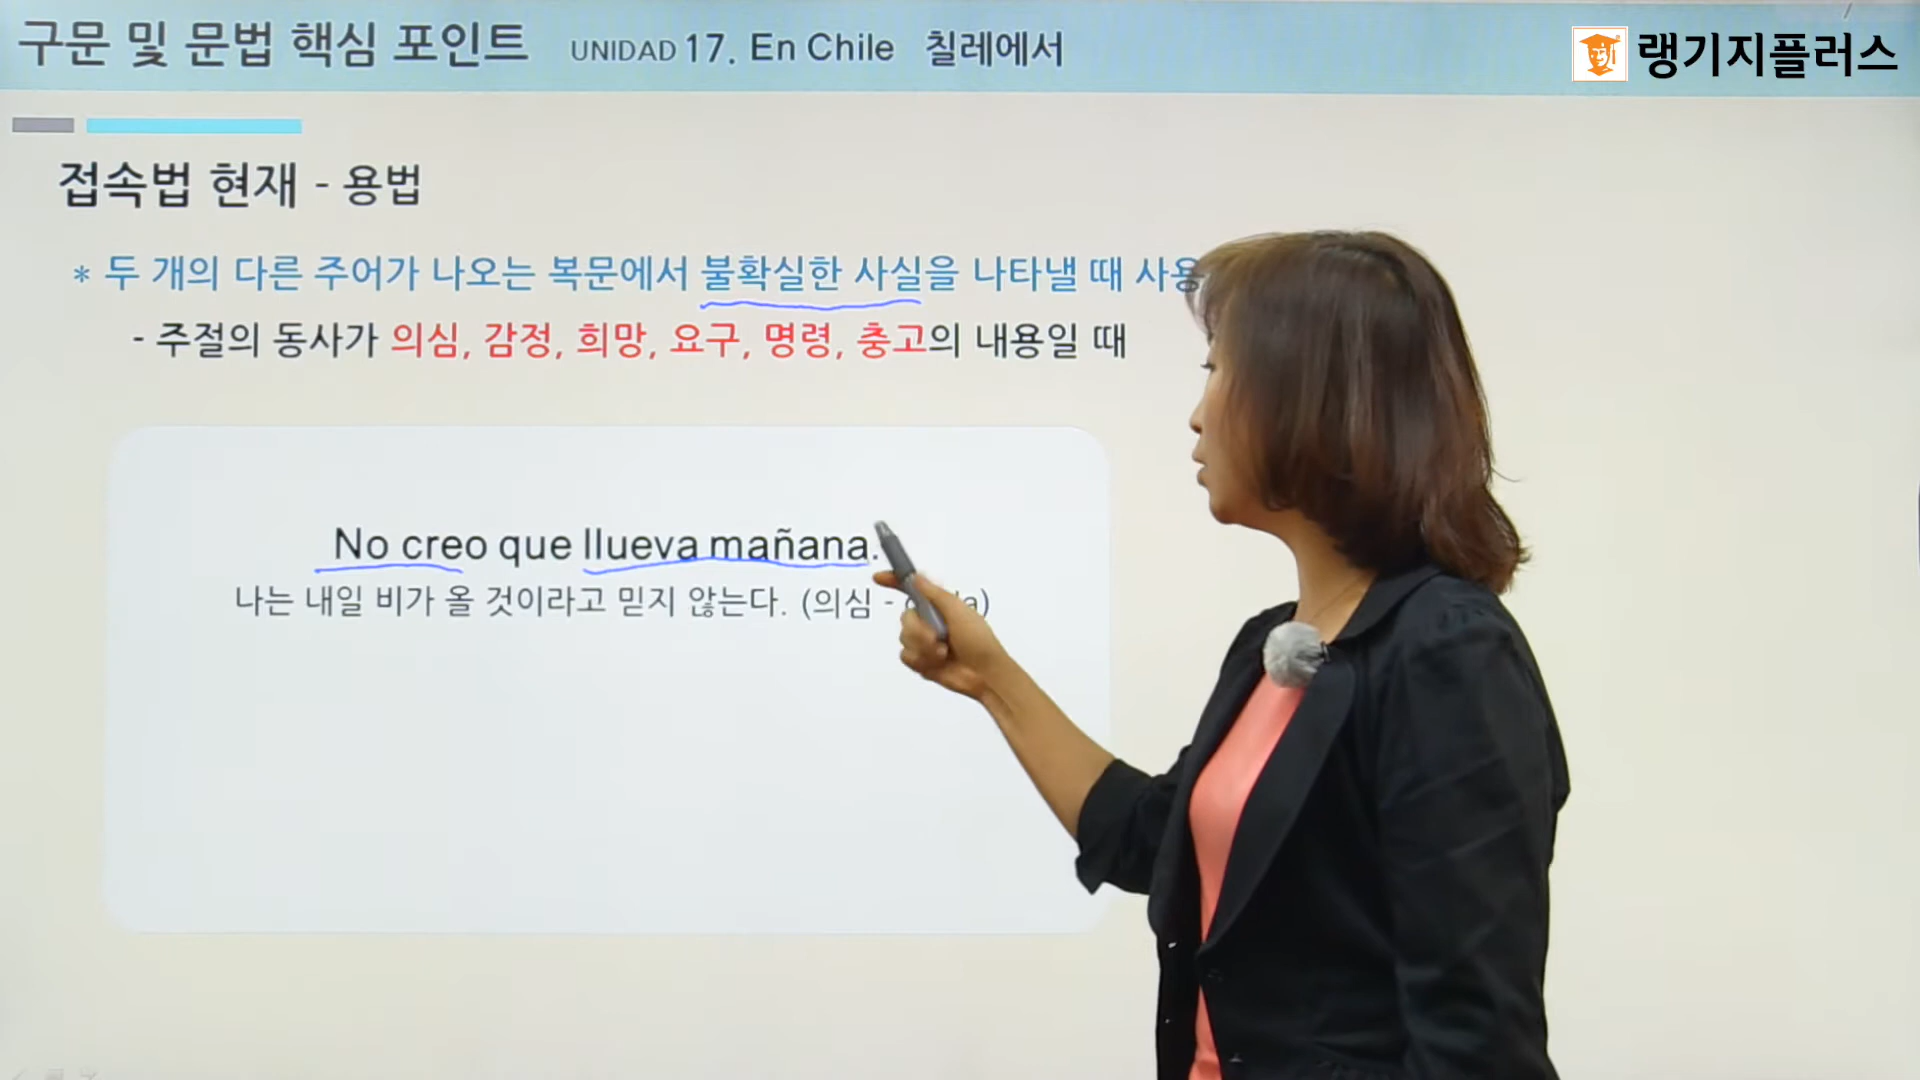 구문 및 문법 핵심 포인트 UNIDAD 17. En Chile 칠레에서
랭기지플러스
접속법 현재 - 용법
* 두 개의 다른 주어가 나오는 복문에서 불확실한 사실을 나타낼 때 사용
- 주절의 동사가 의심, 감정, 희망, 요구, 명령, 충고의 내용일 때
No creo que llueva mañana.
나는 내일 비가 올 것이라고 믿지 않는다. (의심 -